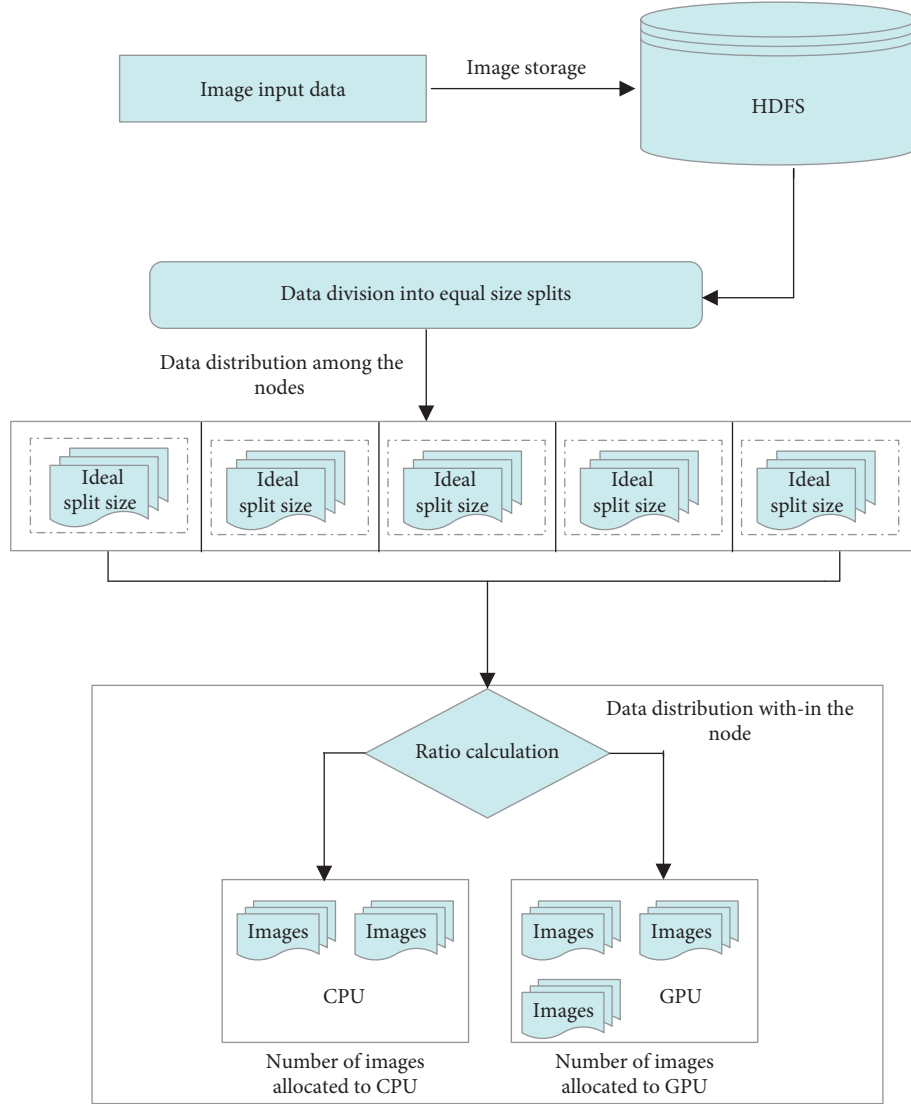 Image input data
Image storage
HDFS
Data division into equal size splits
Data distribution among the
nodes
Ideal
split size
Ideal
split size
Ideal
split size
Ideal
split size
Ideal
split size
Data distribution with-in the
node
Ratio calculation
Images
Images
CPU
Images
Images
Images
GPU
Number of images
allocated to CPU
Number of images
allocated to GPU